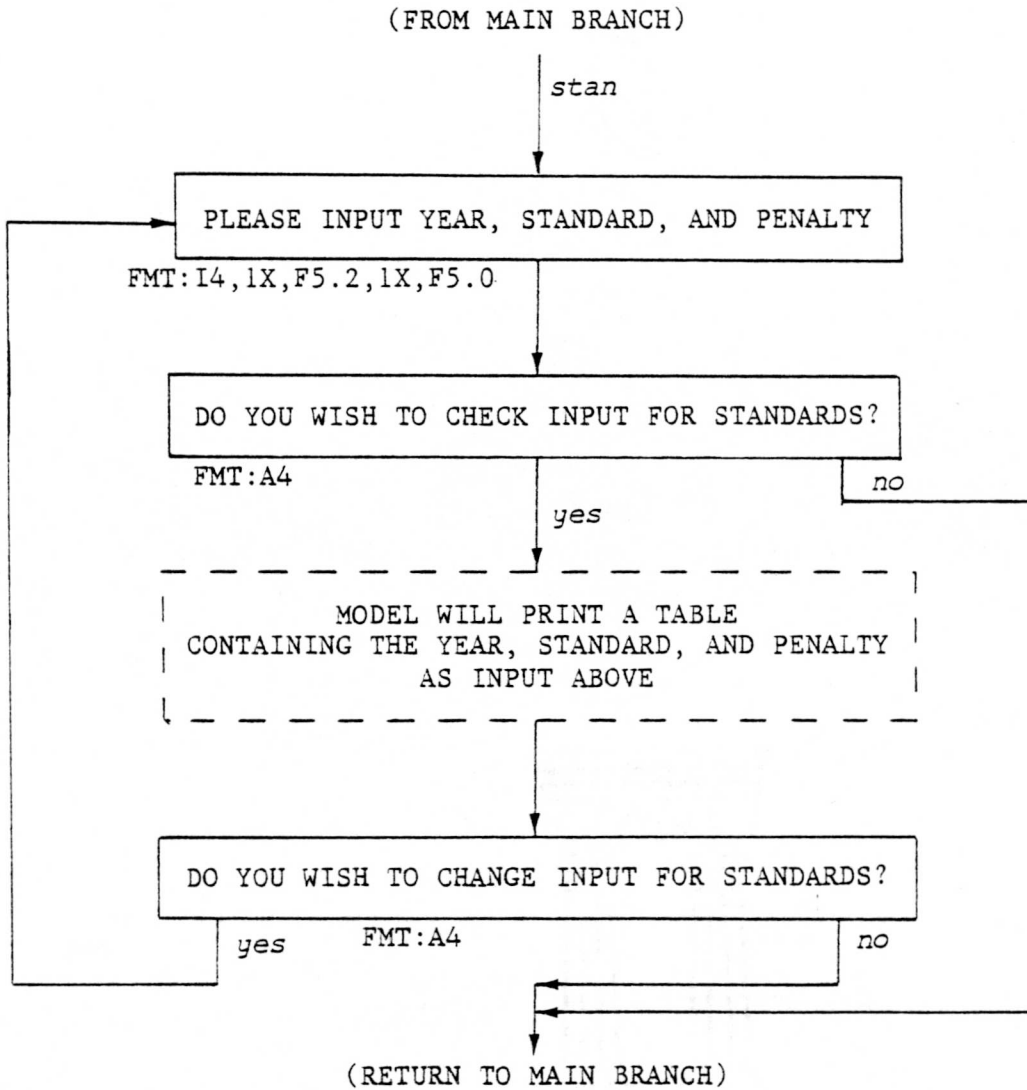 (FROM MAIN BRANCH)
stan
PLEASE INPUT YEAR, STANDARD, AND PENALTY
FMT:I4,1X,F5.2,1X,F5.0
DO YOU WISH TO CHECK INPUT FOR STANDARDS?
FMT:A4
no
yes
MODEL WILL PRINT A TABLE
CONTAINING THE YEAR, STANDARD, AND PENALTY
AS INPUT ABOVE
DO YOU WISH TO CHANGE INPUT FOR STANDARDS?
yes
FMT:A4
no
(RETURN TO MAIN BRANCH)